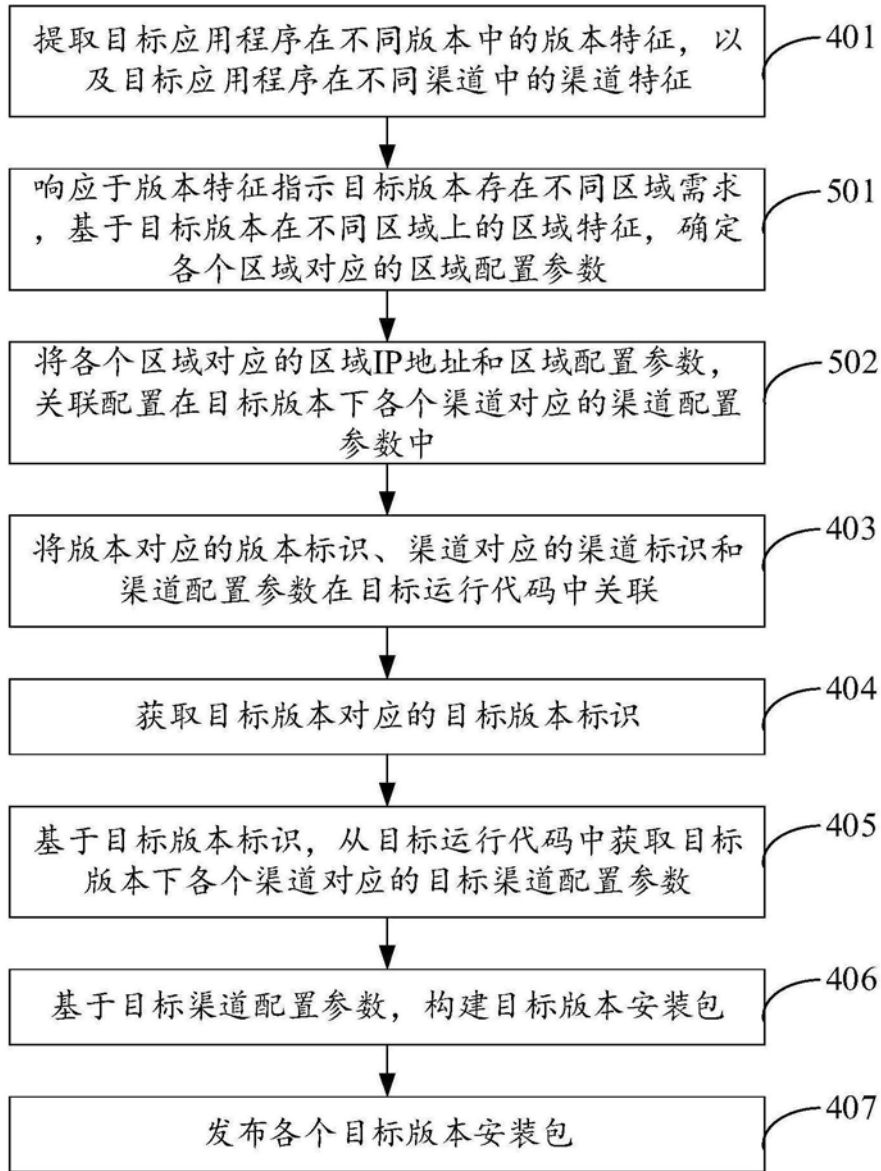 提取目标应用程序在不同版本中的版本特征，以
及目标应用程序在不同渠道中的渠道特征
401
响应于版本特征指示目标版本存在不同区域需求
，基于目标版本在不同区域上的区域特征，确定
各个区域对应的区域配置参数
501
将各个区域对应的区域IP地址和区域配置参数，
关联配置在目标版本下各个渠道对应的渠道配置
参数中
502
将版本对应的版本标识、渠道对应的渠道标识和
渠道配置参数在目标运行代码中关联
403
获取目标版本对应的目标版本标识
404
基于目标版本标识，从目标运行代码中获取目标
版本下各个渠道对应的目标渠道配置参数
405
基于目标渠道配置参数，构建目标版本安装包
406
发布各个目标版本安装包
407